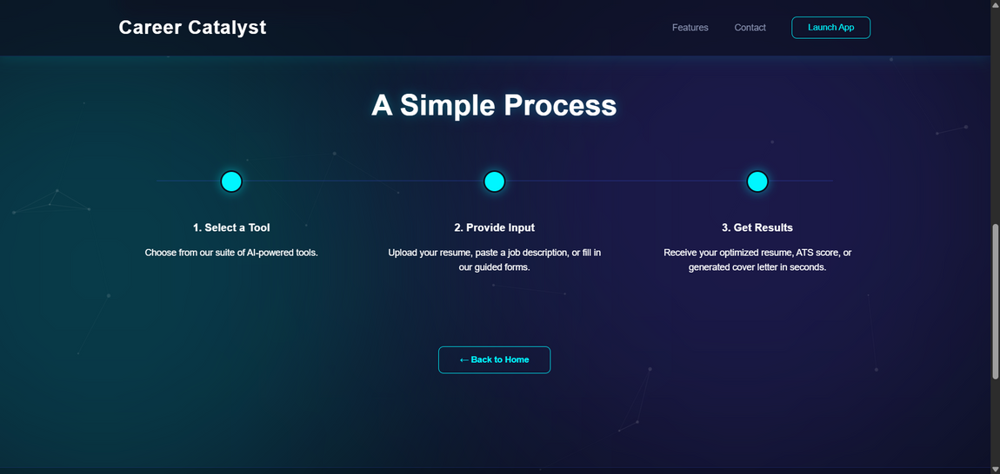 Career Catalyst
Features
Contact
Launch App
A Simple Process
1. Select a Tool
Choose from our suite of AI-powered tools.
2. Provide Input
Upload your resume, paste a job description, or fill in
our guided forms.
3. Get Results
Receive your optimized resume, ATS score, or
generated cover letter in seconds.
← Back to Home